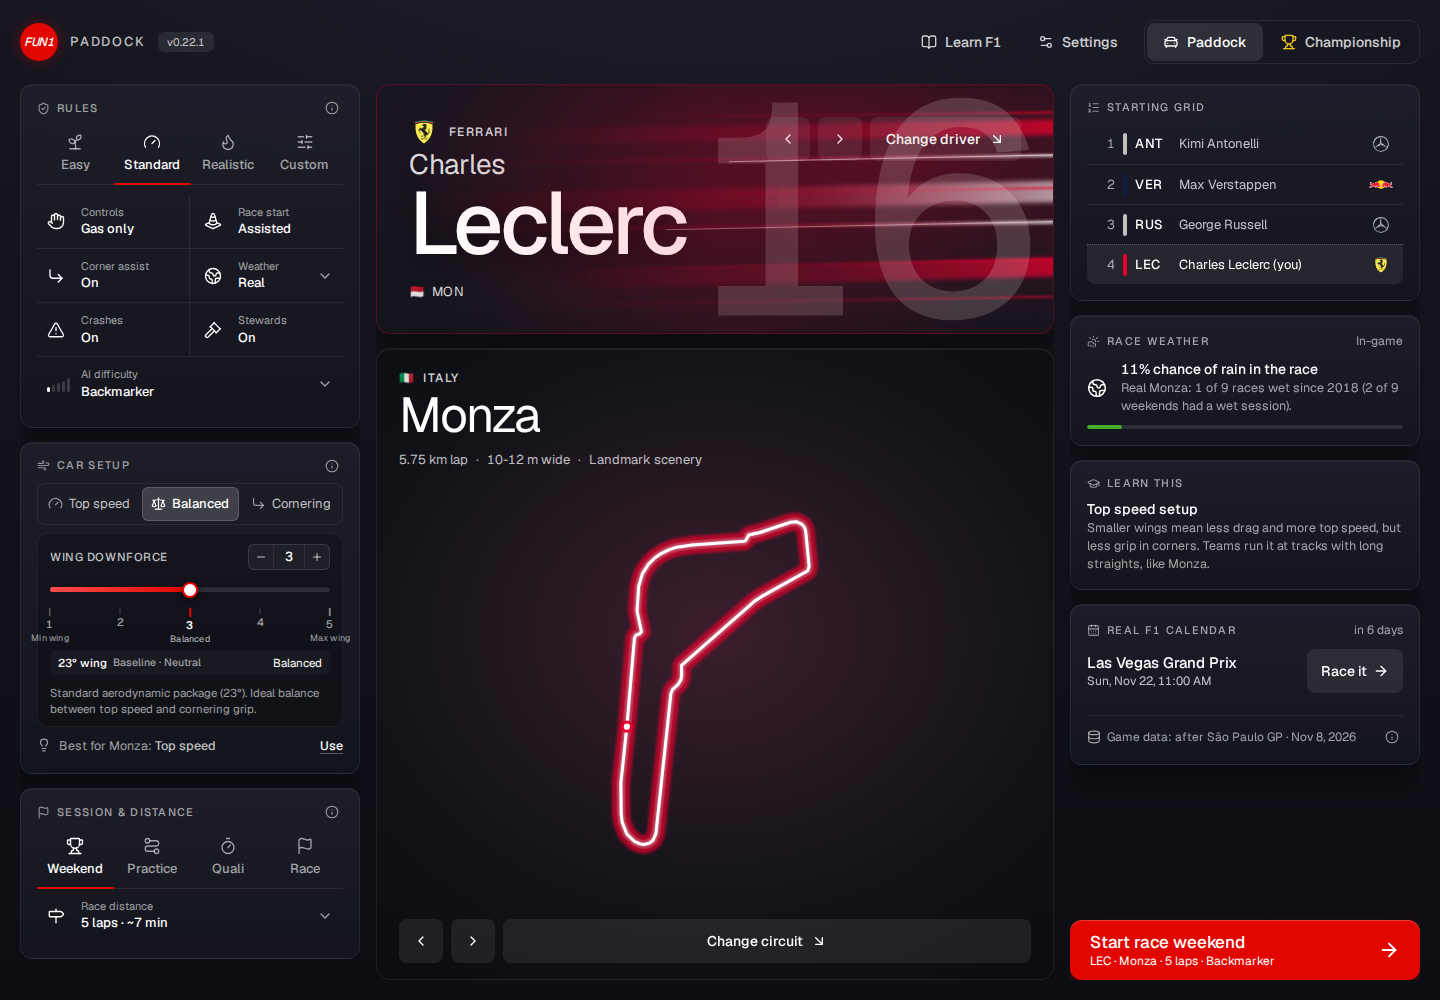 FUN1
PADDOCK
v0.22.1
Learn F1
Settings
Paddock
Championship
RULES
Easy
Standard
Realistic
Custom
Controls
Gas only
Race start
Assisted
Corner assist
On
Weather
Real
Crashes
On
Stewards
On
AI difficulty
Backmarker
CAR SETUP
Top speed
Balanced
Cornering
WING DOWNFORCE
− 3 +
1
2
3
4
5
Min wing
Balanced
Max wing
23° wing Baseline · Neutral Balanced
Standard aerodynamic package (23°). Ideal balance
between top speed and cornering grip.
Best for Monza: Top speed
Use
SESSION & DISTANCE
Weekend
Practice
Quali
Race
Race distance
5 laps · ~7 min
FERRARI
Charles
Leclerc
MON
16
Change driver
ITALY
Monza
5.75 km lap · 10-12 m wide · Landmark scenery
Change circuit
STARTING GRID
1 ANT Kimi Antonelli
2 VER Max Verstappen
3 RUS George Russell
4 LEC Charles Leclerc (you)
RACE WEATHER
In-game
11% chance of rain in the race
Real Monza: 1 of 9 races wet since 2018 (2 of 9
weekends had a wet session).
LEARN THIS
Top speed setup
Smaller wings mean less drag and more top speed, but
less grip in corners. Teams run it at tracks with long
straights, like Monza.
REAL F1 CALENDAR
in 6 days
Las Vegas Grand Prix
Sun, Nov 22, 11:00 AM
Race it
Game data: after São Paulo GP · Nov 8, 2026
Start race weekend
LEC · Monza · 5 laps · Backmarker